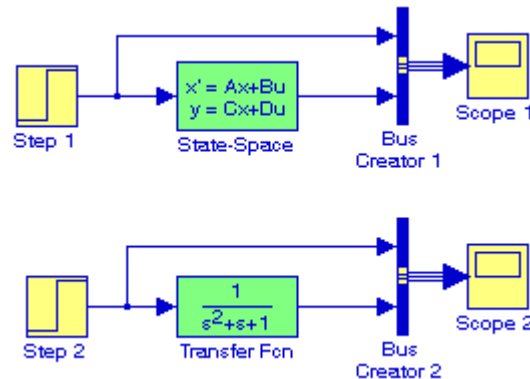 x' = Ax+Bu
y = Cx+Du
Step 1
State-Space
Bus
Creator 1
Scope 1
1
s²+s+1
Step 2
Transfer Fcn
Bus
Creator 2
Scope 2